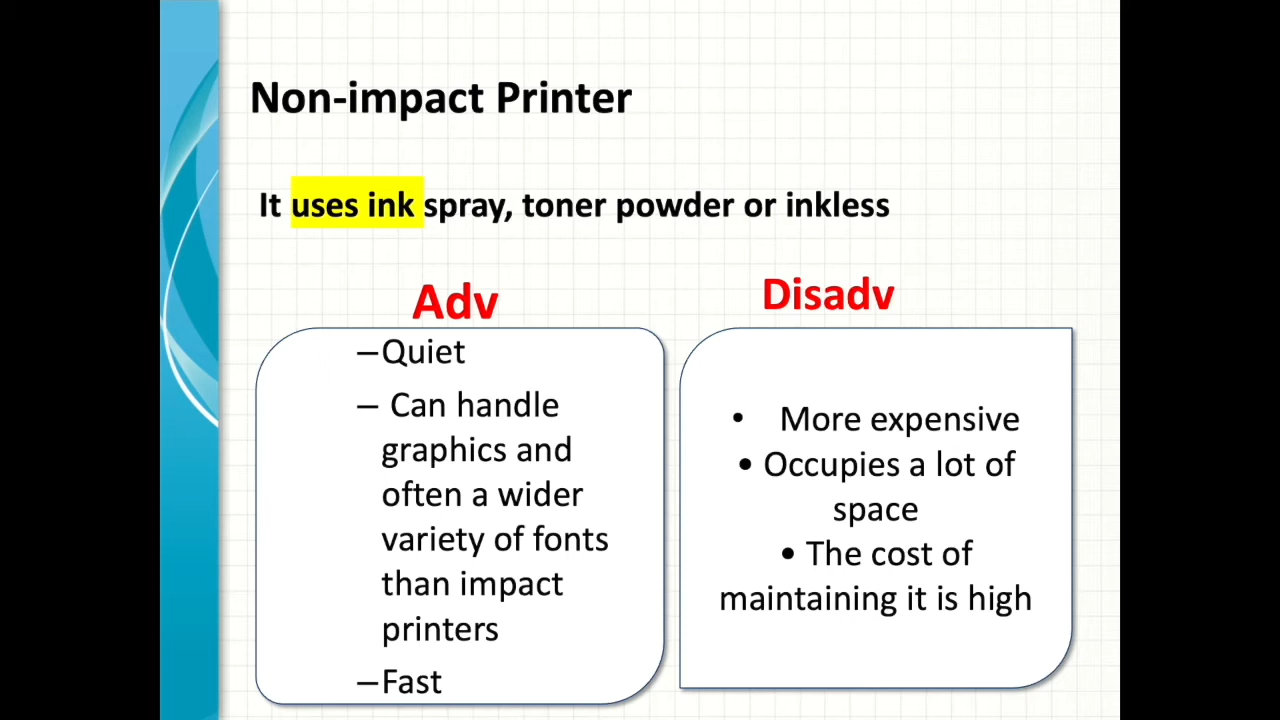 Non-impact Printer
It uses ink spray, toner powder or inkless
Adv
–Quiet
– Can handle
graphics and
often a wider
variety of fonts
than impact
printers
–Fast
Disadv
• More expensive
• Occupies a lot of
space
• The cost of
maintaining it is high